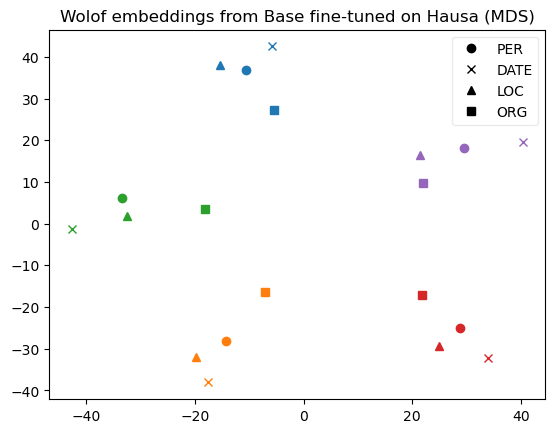 Wolof embeddings from Base fine-tuned on Hausa (MDS)
PER
DATE
LOC
ORG
40
30
20
10
0
−10
−20
−30
−40
−40
−20
0
20
40